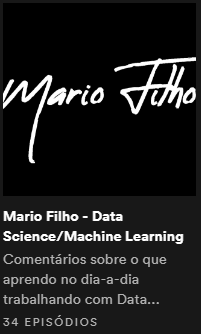 Mario Filho
Mario Filho - Data
Science/Machine Learning
Comentários sobre o que
aprendo no dia-a-dia
trabalhando com Data...
34 EPISÓDIOS